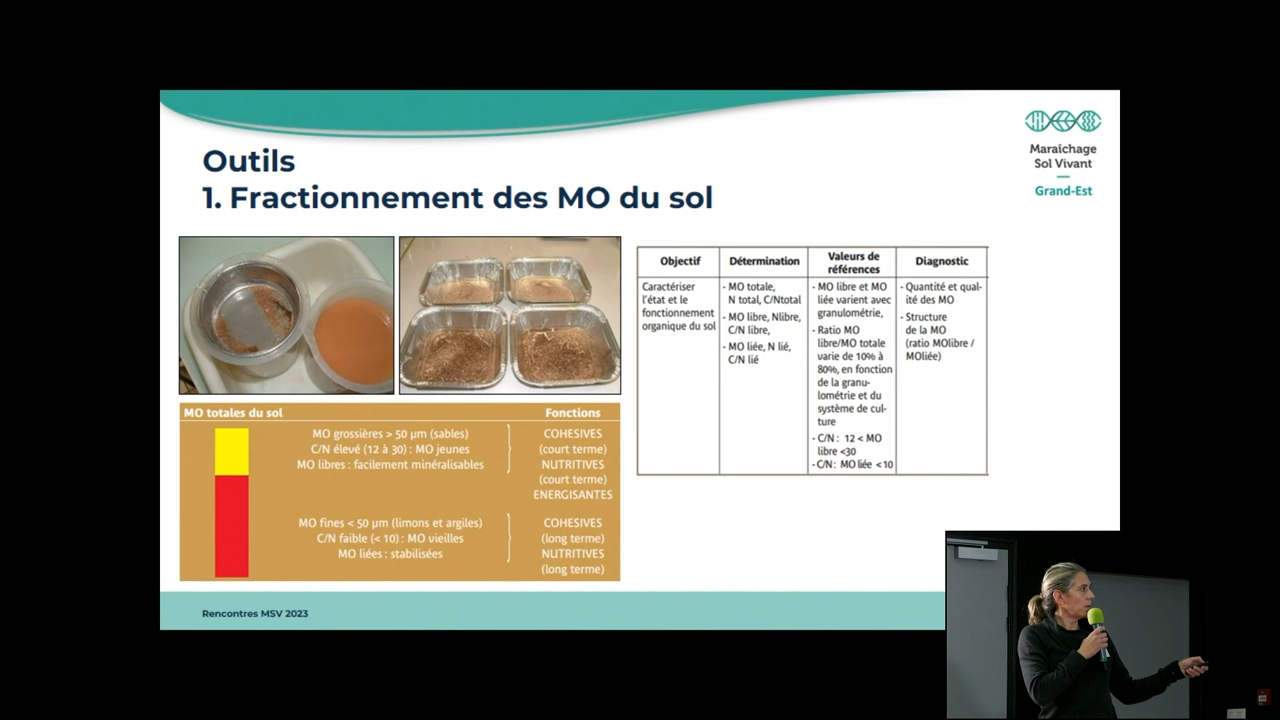 Outils
1. Fractionnement des MO du sol
Maraîchage
Sol Vivant
Grand-Est
Objectif
Caractériser
l'état et le
fonctionnement
organique du sol
Détermination
- MO totale,
N total, C/Ntotal
- MO libre, Nlibre,
C/N libre,
- MO liée, N lié,
C/N lié
Valeurs de
références
- MO libre et MO
liée varient avec
granulométrie,
- Ratio MO
libre/MO totale
varie de 10% à
80%, en fonction
de la granu-
lométrie et du
système de cul-
ture
- C/N : 12 < MO
libre <30
- C/N: MO liée <10
Diagnostic
- Quantité et qual-
ité des MO
- Structure
de la MO
(ratio MOlibre /
MOliée)
MO totales du sol
Fonctions
MO grossières > 50 µm (sables)
C/N élevé (12 à 30) : MO jeunes
MO libres : facilement minéralisables
COHESIVES
(court terme)
NUTRITIVES
(court terme)
ENERGISANTES
MO fines < 50 µm (limons et argiles)
C/N faible (< 10) : MO vieilles
MO liées : stabilisées
COHESIVES
(long terme)
NUTRITIVES
(long terme)
Rencontres MSV 2023